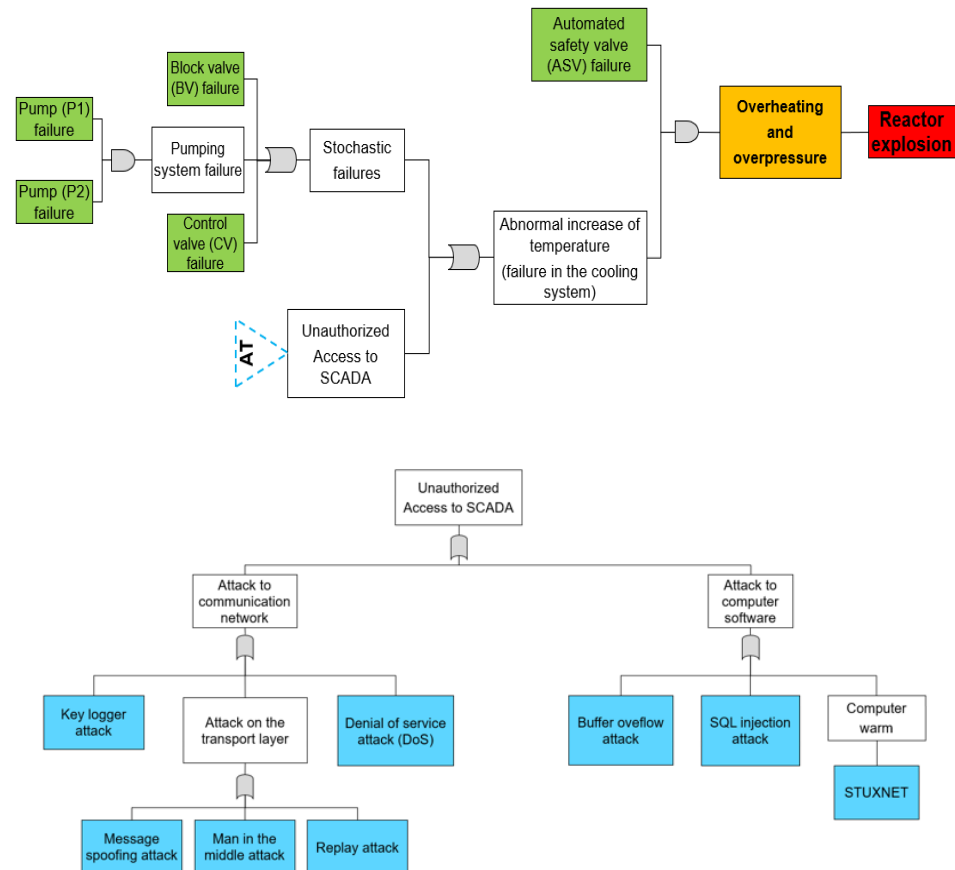 Automated
safety valve
(ASV) failure
Block valve
(BV) failure
Pump (P1)
failure
Pumping
system failure
Stochastic
failures
Overheating
and
overpressure
Reactor
explosion
Pump (P2)
failure
Control
valve (CV)
failure
Abnormal increase of
temperature
(failure in the cooling
system)
AT
Unauthorized
Access to
SCADA
Unauthorized
Access to SCADA
Attack to
communication
network
Attack to
computer
software
Key logger
attack
Attack on the
transport layer
Denial of service
attack (DoS)
Buffer oveflow
attack
SQL injection
attack
Computer
warm
STUXNET
Message
spoofing attack
Man in the
middle attack
Replay attack